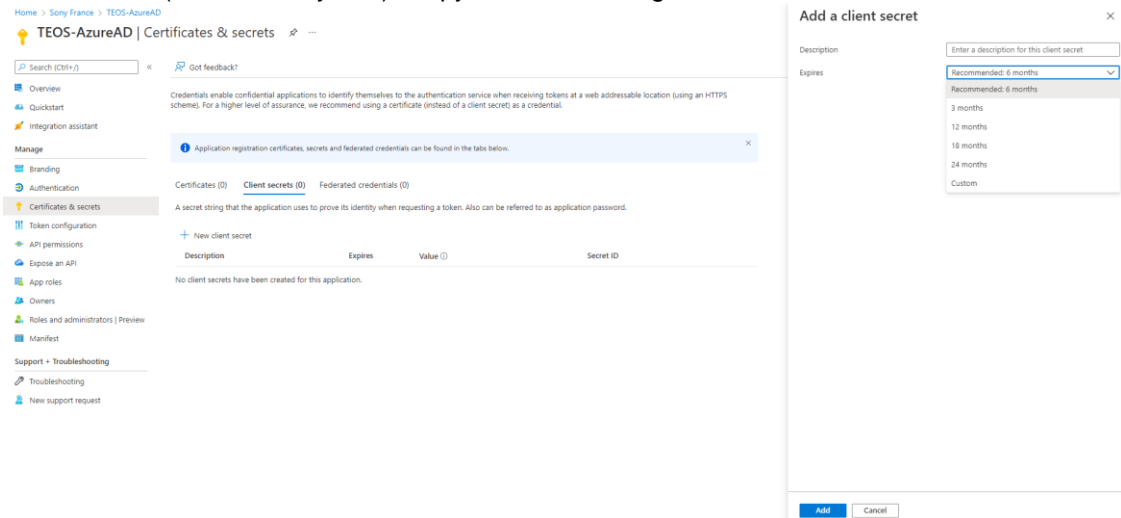 Home > Sony France > TEOS-AzureAD
TEOS-AzureAD | Certificates & secrets
Search (Ctrl+/)
Overview
Quickstart
Integration assistant
Manage
Branding
Authentication
Certificates & secrets
Token configuration
API permissions
Expose an API
App roles
Owners
Roles and administrators | Preview
Manifest
Support + Troubleshooting
Troubleshooting
New support request
Got feedback?
Credentials enable confidential applications to identify themselves to the authentication service when receiving tokens at a web addressable location (using an HTTPS
scheme). For a higher level of assurance, we recommend using a certificate (instead of a client secret) as a credential.
Application registration certificates, secrets and federated credentials can be found in the tabs below.
Certificates (0) Client secrets (0) Federated credentials (0)
A secret string that the application uses to prove its identity when requesting a token. Also can be referred to as application password.
New client secret
Description Expires Value Secret ID
No client secrets have been created for this application.
Add a client secret
Description Enter a description for this client secret
Expires Recommended: 6 months
Recommended: 6 months
3 months
12 months
18 months
24 months
Custom
Add Cancel